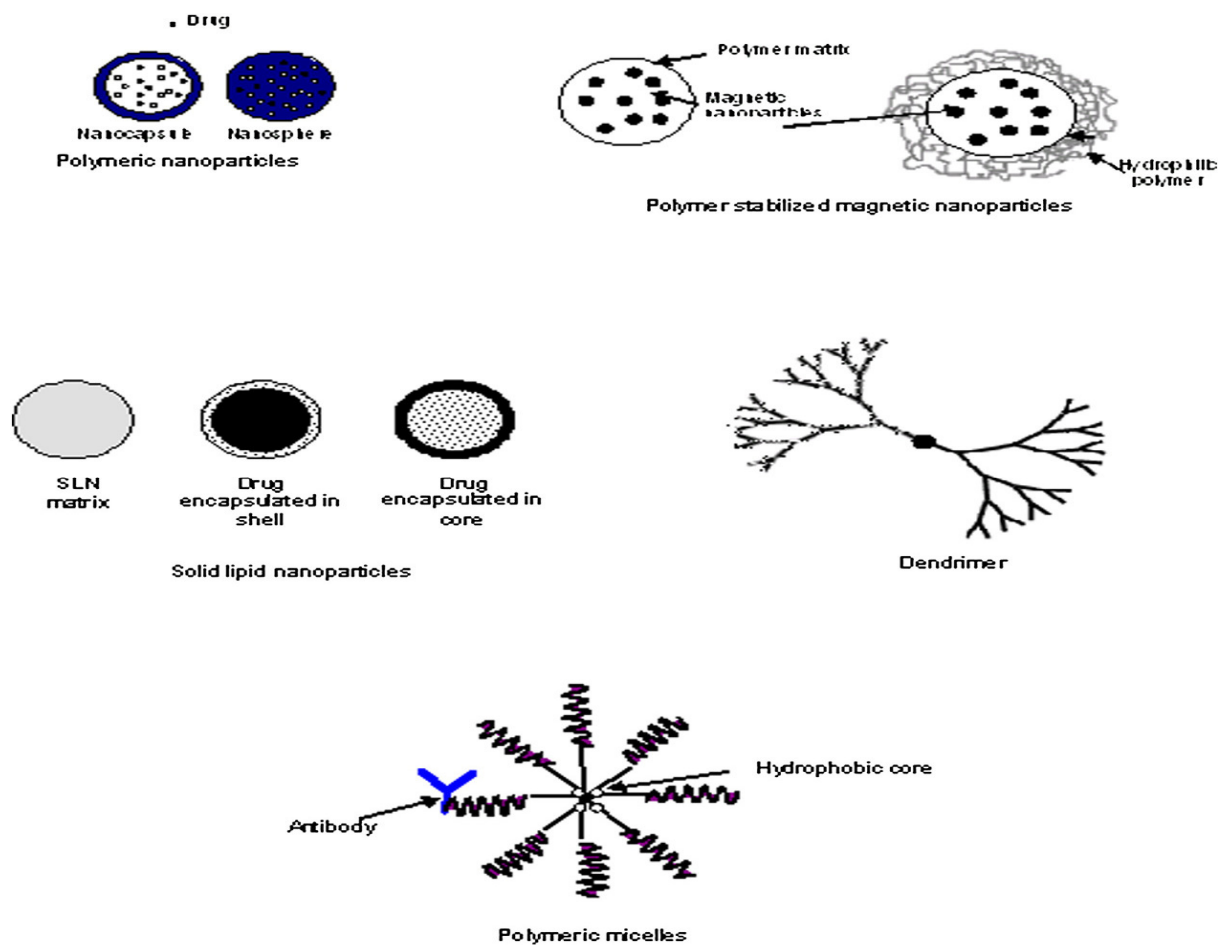 . Drug
Nanocapsule Nanosphere
Polymeric nanoparticles
Polymer matrix
Magnetic
nanoparticles
Hydrophilic
polymer
Polymer stabilized magnetic nanoparticles
SLN
matrix
Drug
encapsulated in
shell
Drug
encapsulated in
core
Solid lipid nanoparticles
Dendrimer
Hydrophobic core
Antibody
Polymeric micelles